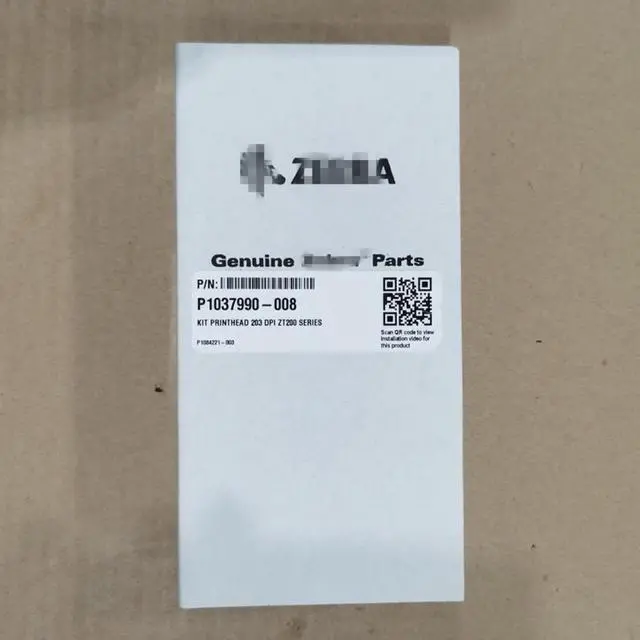 Genuine Parts
P/N:
P1037990-008
KIT PRINTHEAD 203 DPI ZT200 SERIES
P1084221-003
Scan QR code to view
installation video for
this product